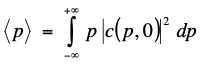 ⟨p⟩ = ∫_{-∞}^{+∞} p |c(p,0)|² dp